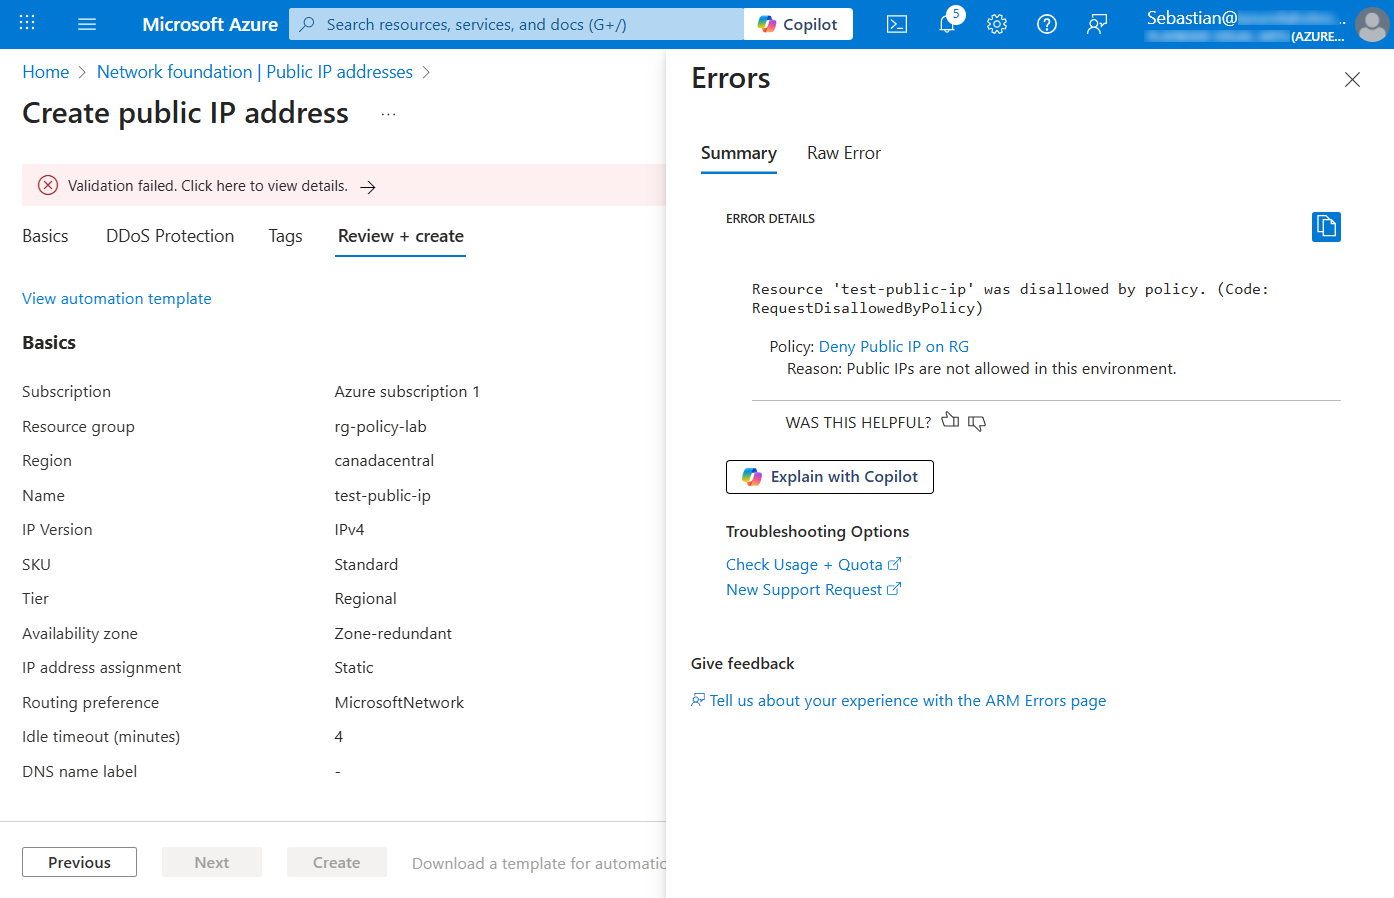 Microsoft Azure
Search resources, services, and docs (G+/)
Copilot
5
Sebastian@
..
(AZURE...
Home > Network foundation | Public IP addresses >
Create public IP address ...
Validation failed. Click here to view details. →
Basics DDoS Protection Tags Review + create
View automation template
Basics
Subscription Azure subscription 1
Resource group rg-policy-lab
Region canadacentral
Name test-public-ip
IP Version IPv4
SKU Standard
Tier Regional
Availability zone Zone-redundant
IP address assignment Static
Routing preference MicrosoftNetwork
Idle timeout (minutes) 4
DNS name label -
Previous Next Create Download a template for automatic
Errors
Summary Raw Error
ERROR DETAILS
Resource 'test-public-ip' was disallowed by policy. (Code:
RequestDisallowedByPolicy)
Policy: Deny Public IP on RG
Reason: Public IPs are not allowed in this environment.
WAS THIS HELPFUL?
Explain with Copilot
Troubleshooting Options
Check Usage + Quota
New Support Request
Give feedback
Tell us about your experience with the ARM Errors page